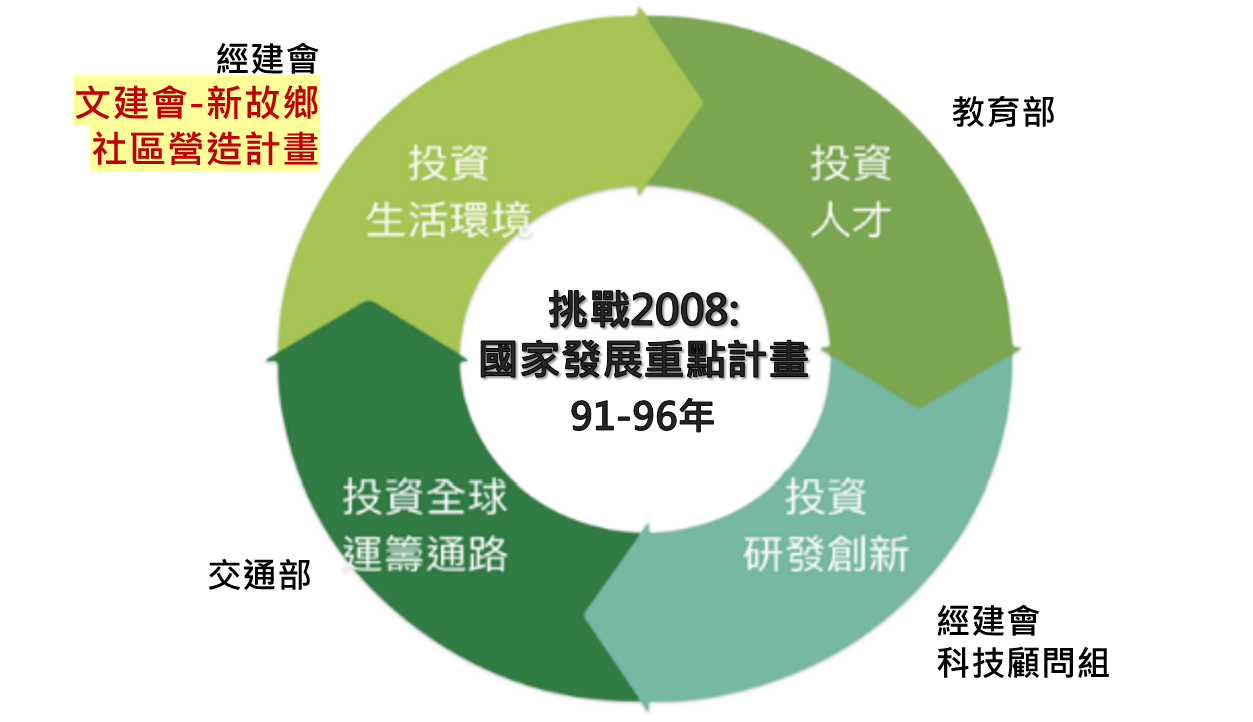 經建會
文建會-新故鄉
社區營造計畫
教育部
投資
生活環境
投資
人才
挑戰2008:
國家發展重點計畫
91-96年
投資全球
運籌通路
投資
研發創新
交通部
經建會
科技顧問組